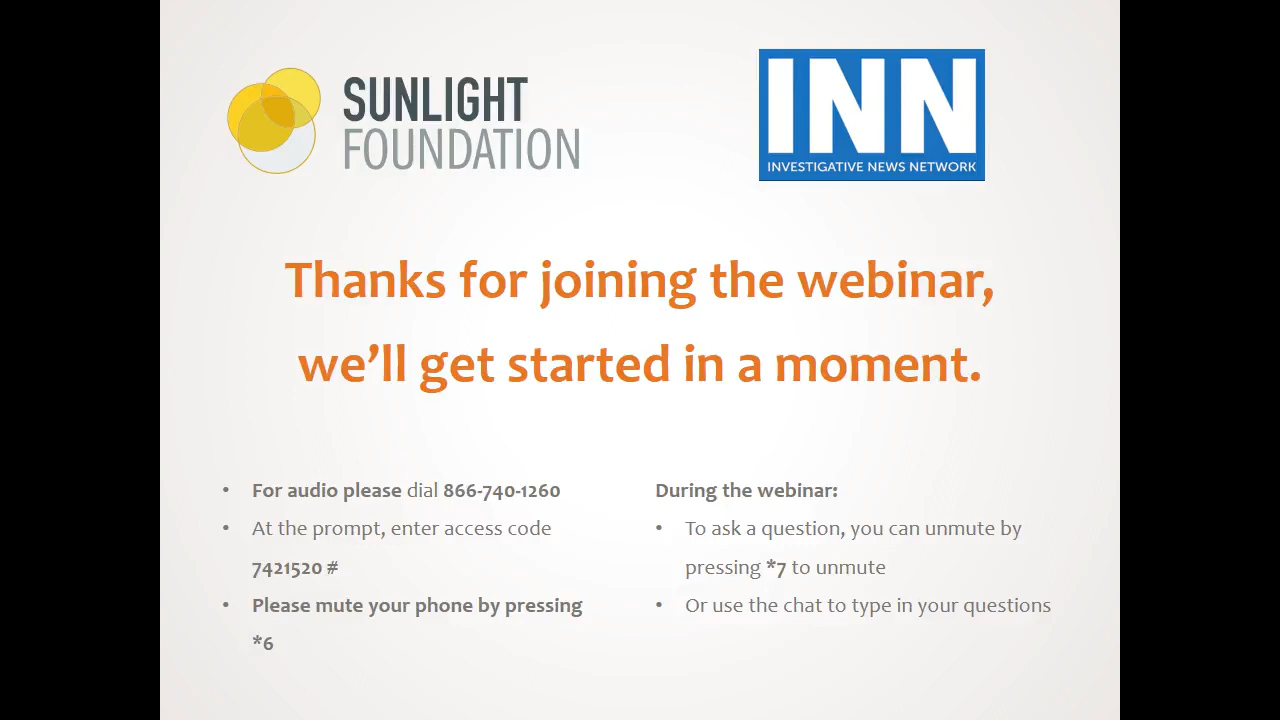 SUNLIGHT
FOUNDATION
INN
INVESTIGATIVE NEWS NETWORK
Thanks for joining the webinar,
we’ll get started in a moment.
• For audio please dial 866-740-1260
• At the prompt, enter access code
7421520 #
• Please mute your phone by pressing
*6
During the webinar:
• To ask a question, you can unmute by
pressing *7 to unmute
• Or use the chat to type in your questions